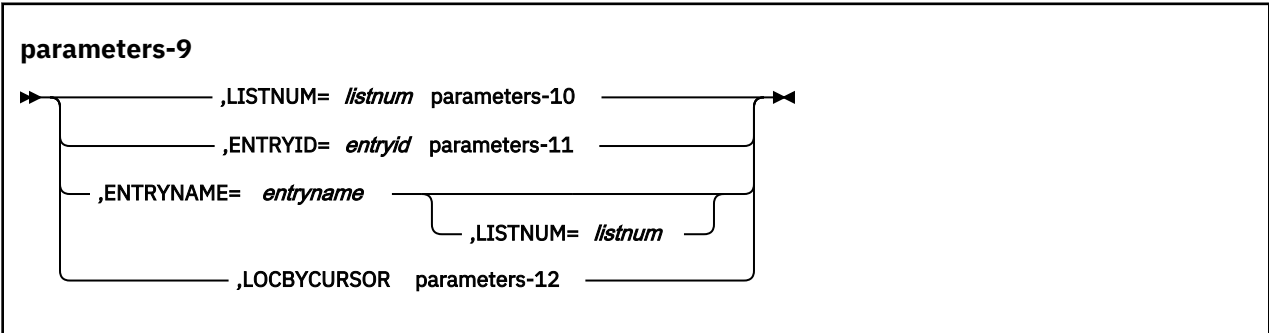 parameters-9
,LISTNUM= listnum parameters-10
,ENTRYID= entryid parameters-11
,ENTRYNAME= entryname
,LISTNUM= listnum
,LOCBYCURSOR parameters-12